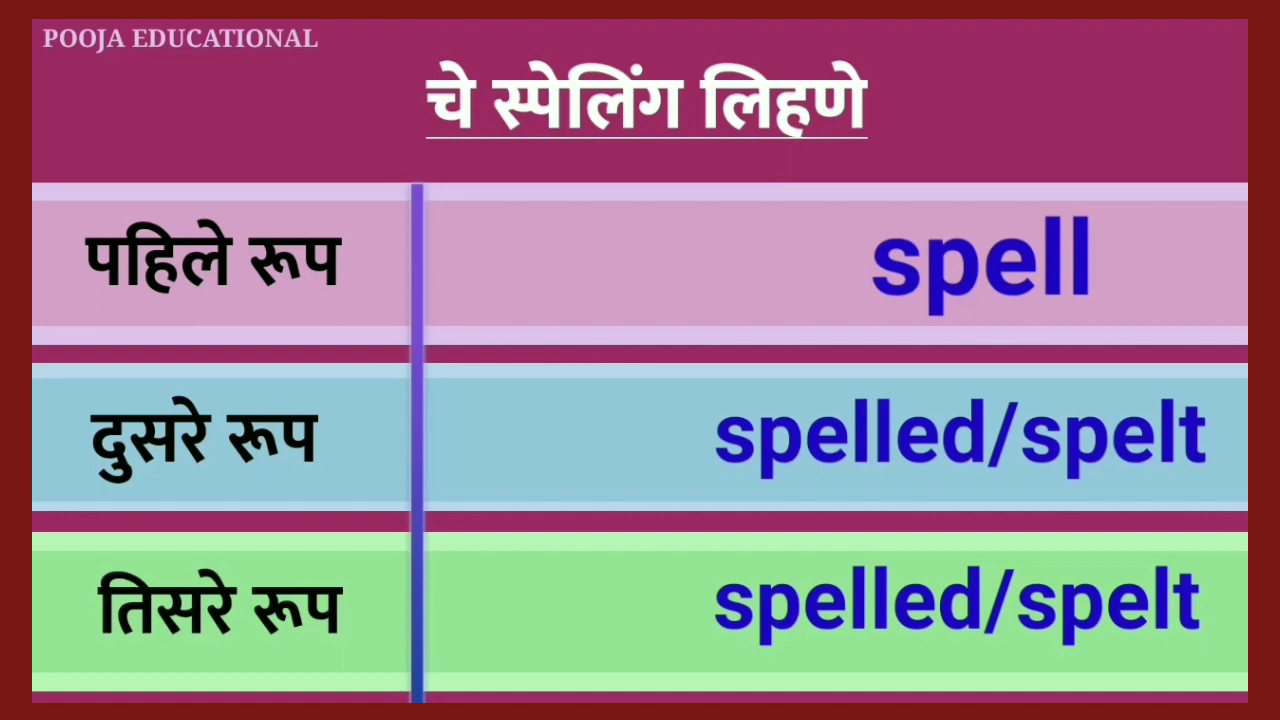 POOJA EDUCATIONAL
चे स्पेलिंग लिहणे
पहिले रूप
spell
दुसरे रूप
spelled/spelt
तिसरे रूप
spelled/spelt